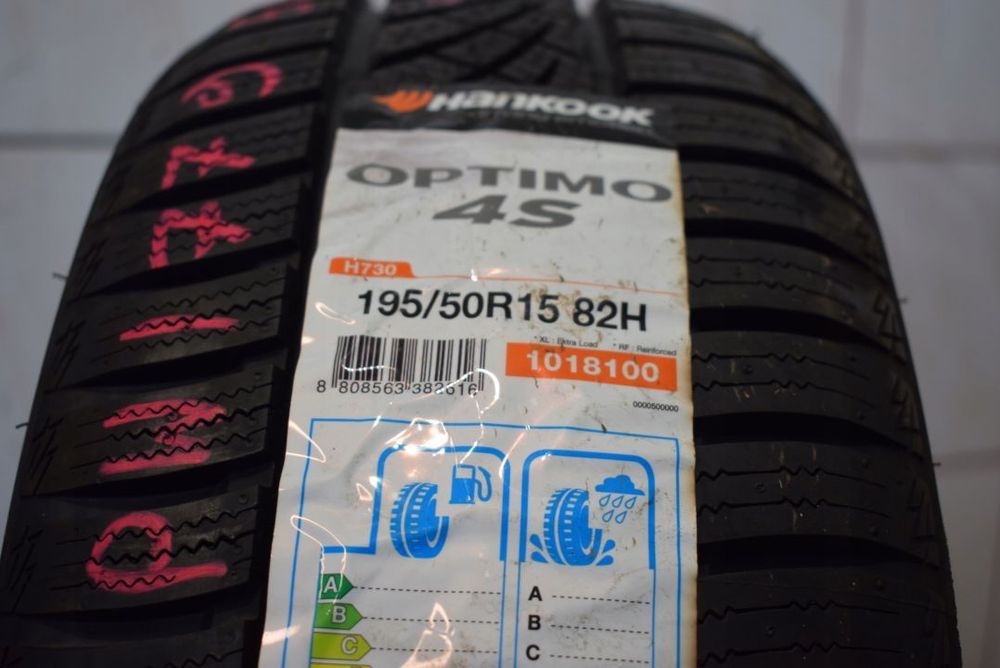 HANKOOK
OPTIMO
4S
H730
195/50R15 82H
* XL : Extra Load * RF : Reinforced
1018100
8 808563 382616
0000500000
A
B
C
A
B
C